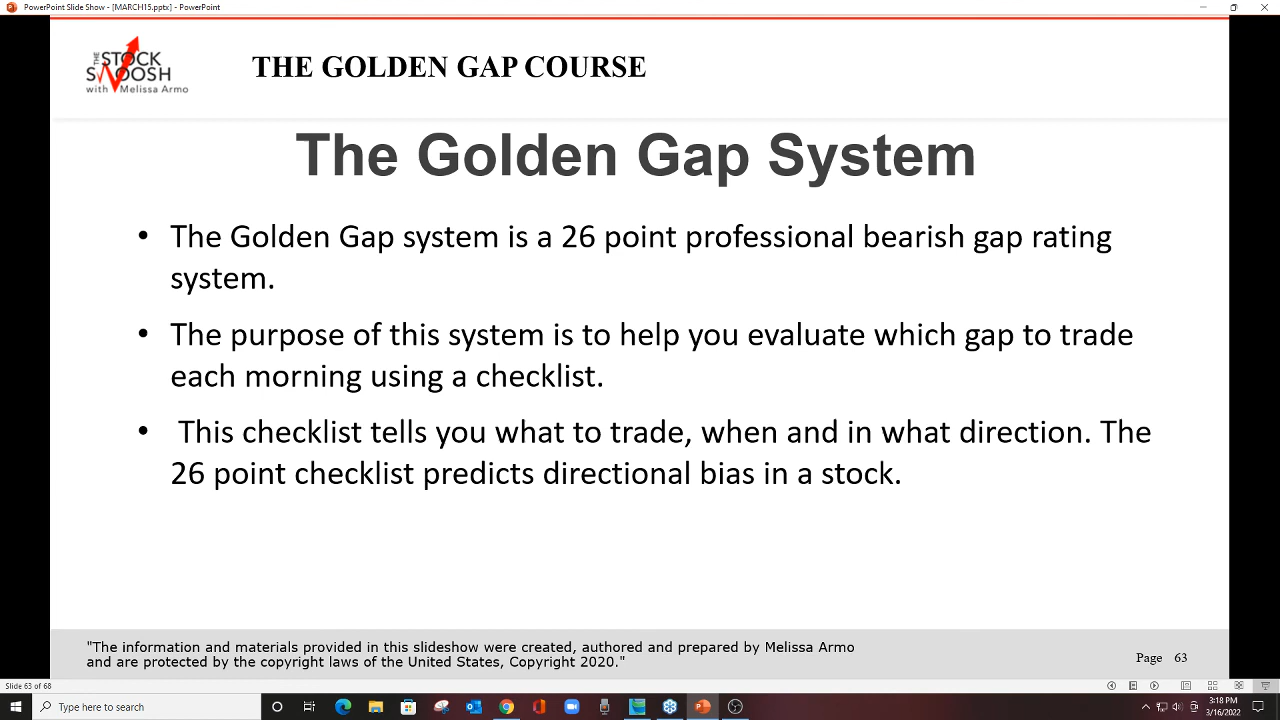 PowerPoint Slide Show - [MARCH15.pptx] - PowerPoint
THE STOCK
SWOOSH
with Melissa Armo
THE GOLDEN GAP COURSE
The Golden Gap System
• The Golden Gap system is a 26 point professional bearish gap rating
system.
• The purpose of this system is to help you evaluate which gap to trade
each morning using a checklist.
• This checklist tells you what to trade, when and in what direction. The
26 point checklist predicts directional bias in a stock.
"The information and materials provided in this slideshow were created, authored and prepared by Melissa Armo
and are protected by the copyright laws of the United States, Copyright 2020."
Page 63
Slide 63 of 68
Type here to search
3:18 PM
3/16/2022